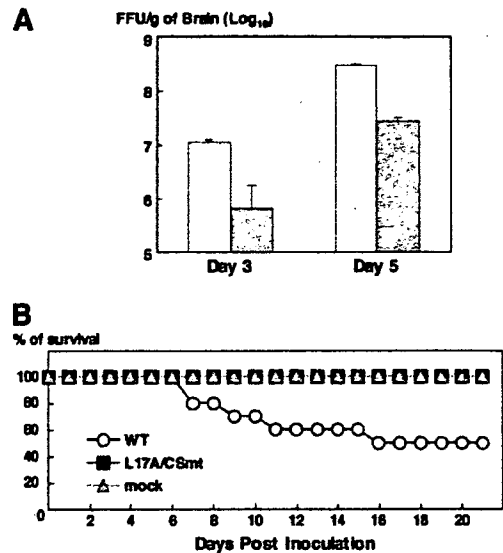 A
FFU/g of Brain (Log₁₀)
9
8
7
6
5
Day 3
Day 5
B
% of survival
100
80
60
40
20
0
WT
L17A/CSmt
mock
2 4 6 8 10 12 14 16 18 20
Days Post Inoculation